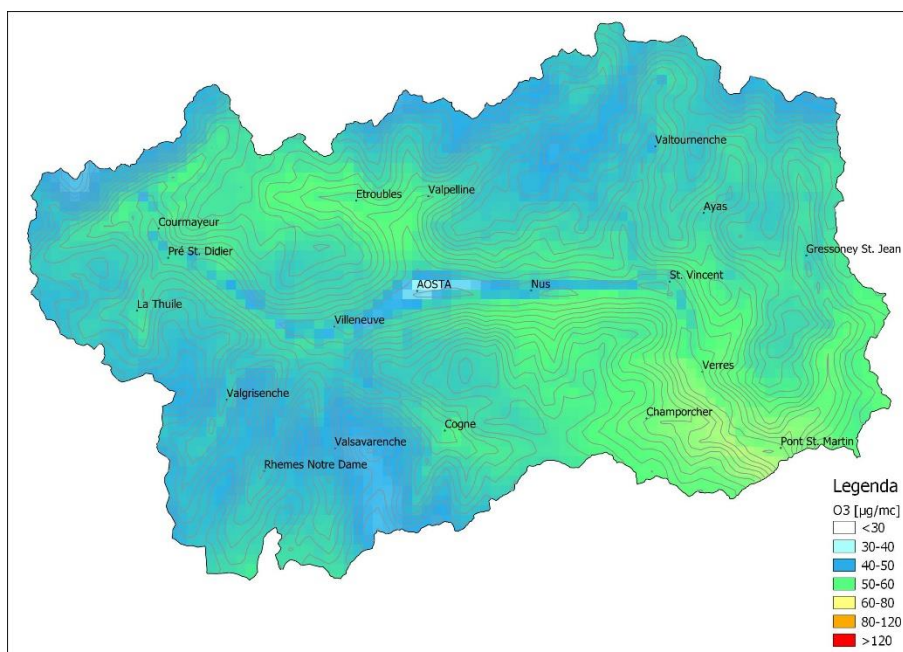 Valtournenche
Etroubles
Valpelline
Ayas
Courmayeur
Pré St. Didier
Gressoney St. Jean
St. Vincent
AOSTA
Nus
La Thuile
Villeneuve
Verres
Valgrisenche
Champorcher
Cogne
Valsavarenche
Pont St. Martin
Rhemes Notre Dame
Legenda
O3 [µg/mc]
<30
30-40
40-50
50-60
60-80
80-120
>120